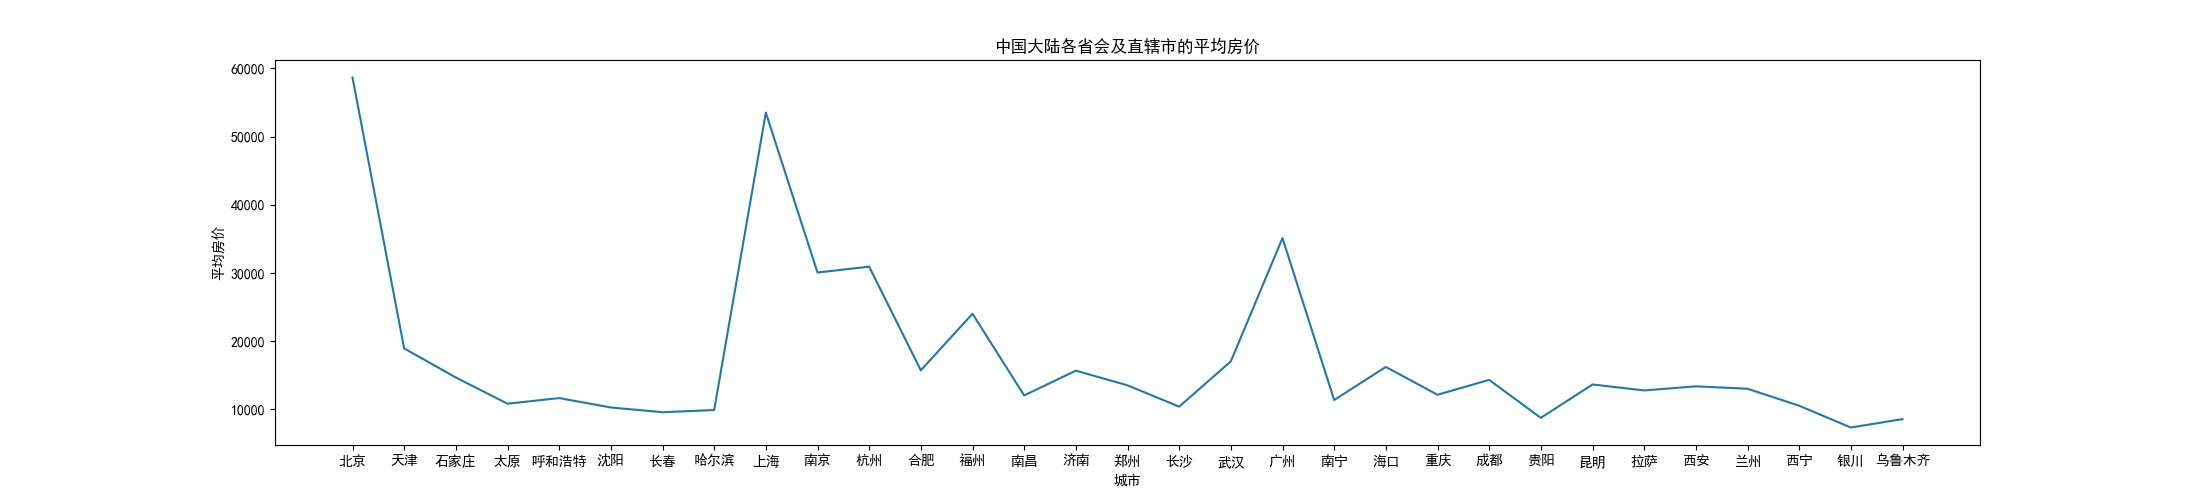 中国大陆各省会及直辖市的平均房价
60000
50000
40000
30000
20000
10000
平均房价
北京 天津 石家庄 太原 呼和浩特 沈阳 长春 哈尔滨 上海 南京 杭州 合肥 福州 南昌 济南 郑州 长沙 武汉 广州 南宁 海口 重庆 成都 贵阳 昆明 拉萨 西安 兰州 西宁 银川 乌鲁木齐
城市